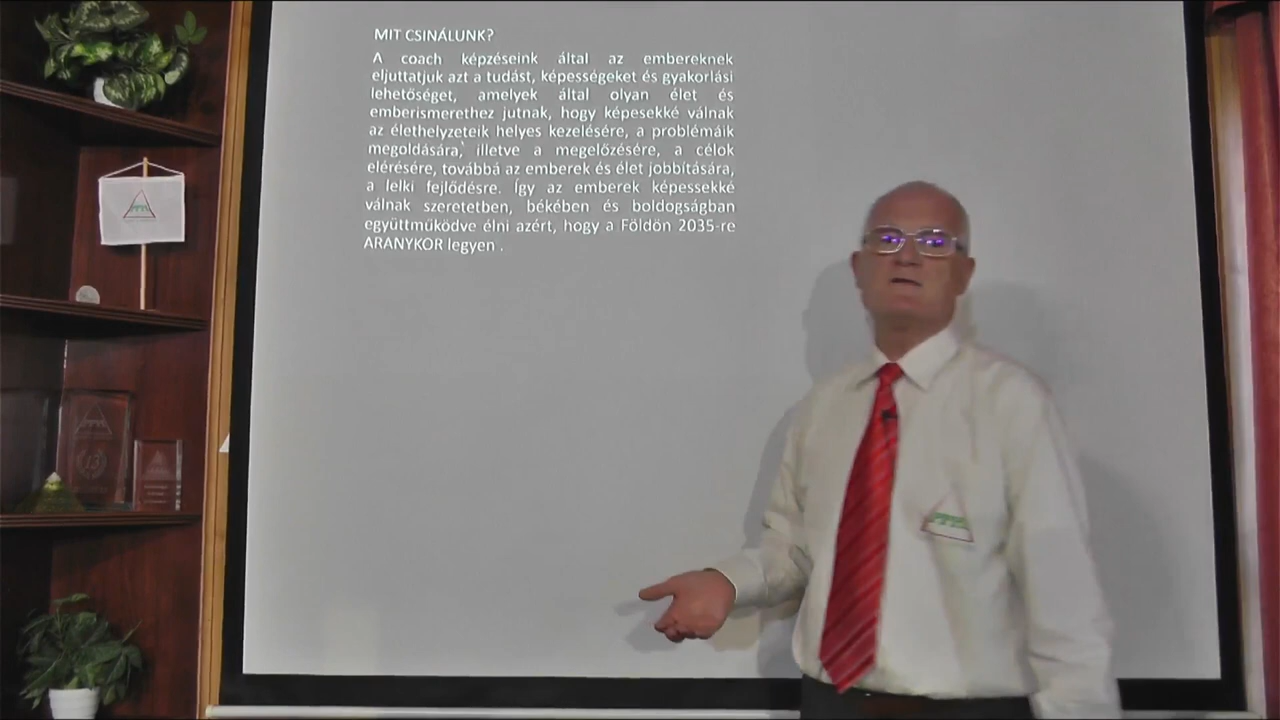 MIT CSINÁLUNK?
A coach képzéseink által az embereknek
eljuttatjuk azt a tudást, képességeket és gyakorlási
lehetőséget, amelyek által olyan élet és
emberismerethez jutnak, hogy képesekké válnak
az élethelyzeteik helyes kezelésére, a problémáik
megoldására, illetve a megelőzésére, a célok
elérésére, továbbá az emberek és élet jobbítására,
a lelki fejlődésre. Így az emberek képessekké
válnak szeretetben, békében és boldogságban
együttműködve élni azért, hogy a Földön 2035-re
ARANYKOR legyen .
13